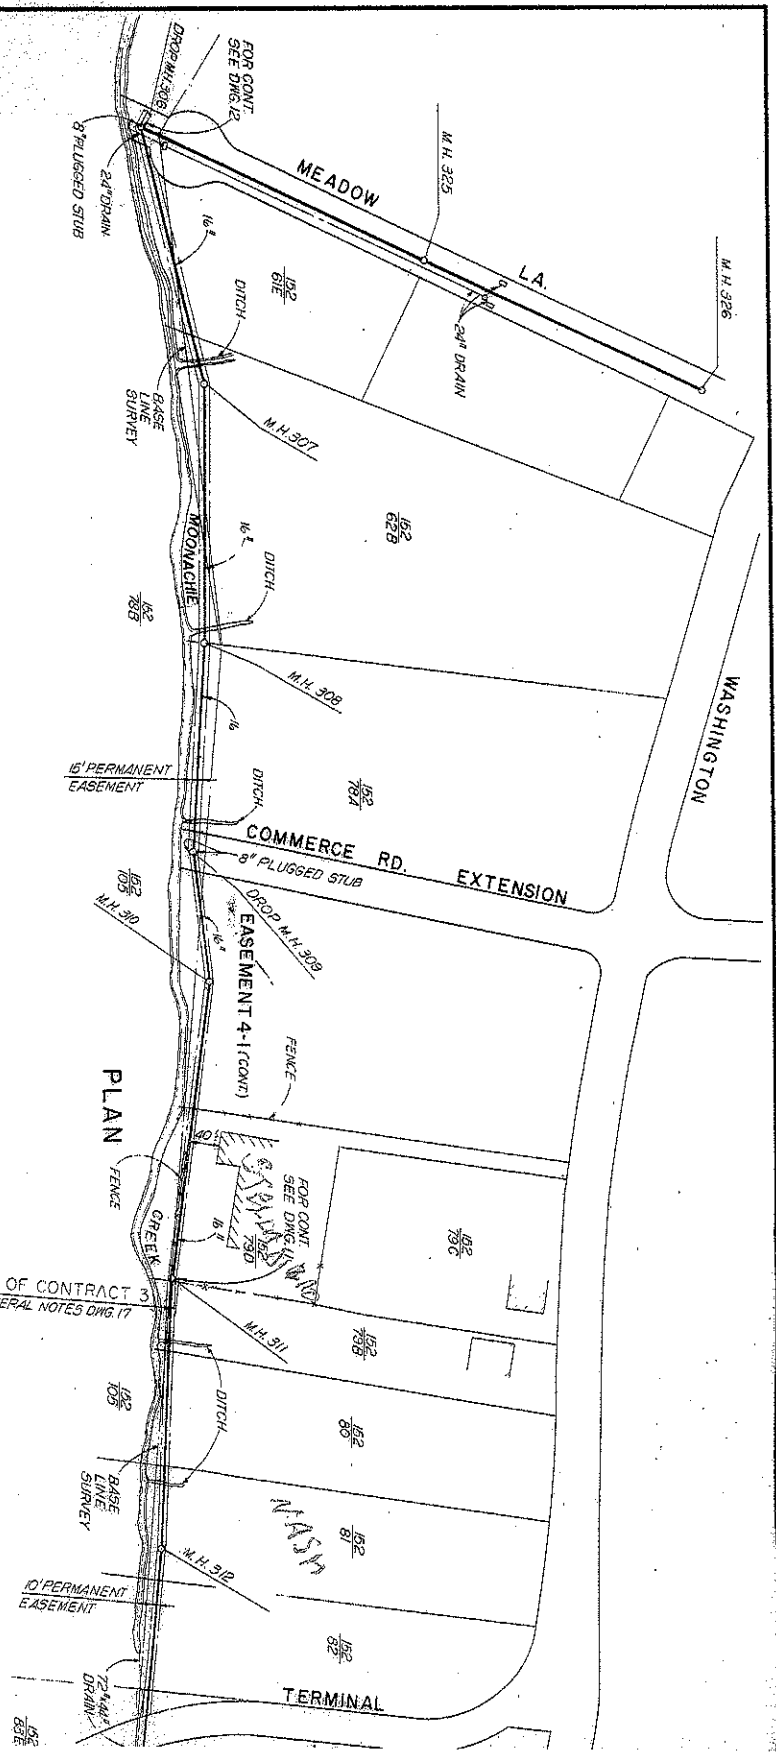 FOR CONT.
SEE DWG. 12
DROP M.H. 306
8" PLUGGED STUB
24" DRAIN
MEADOW LA.
M.H. 325
M.H. 326
24" DRAIN
16"
152
61E
DITCH
BASE
LINE
SURVEY
M.H. 307
152
62B
16"
DITCH
MOONACHIE
152
78B
M.H. 308
16
WASHINGTON
15' PERMANENT
EASEMENT
152
78A
DITCH
COMMERCE RD. EXTENSION
8" PLUGGED STUB
DROP M.H. 309
152
105
M.H. 310
16"
EASEMENT 4-1 (CONT.)
FENCE
PLAN
FENCE
40'
FOR CONT.
SEE DWG. 11
152
79D
16"
152
79C
CREEK
OF CONTRACT 3
ERAL NOTES DWG. 17
M.H. 311
152
79B
DITCH
152
80
152
105
BASE
LINE
SURVEY
152
81
NASH
M.H. 312
10' PERMANENT
EASEMENT
152
82
TERMINAL
72"x44"
DRAIN
152
83E